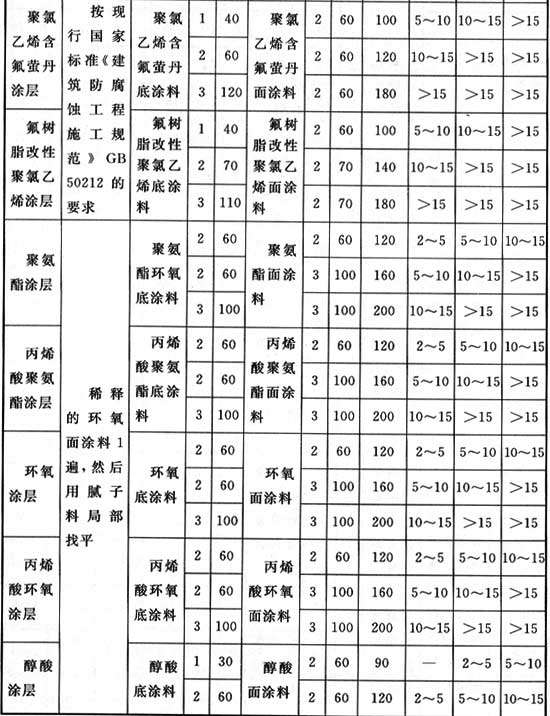 聚氯
乙烯含
氟萤丹
涂层
按现
行国家
标准《建
筑防腐
蚀工程
施工规
范》GB
50212的
要求
聚氯
乙烯含
氟萤丹
底涂料
聚氯
乙烯含
氟萤丹
面涂料
1 40 2 60 100 5～10 10～15 >15
2 60 2 60 120 10～15 >15 >15
3 120 2 60 180 >15 >15 >15
氟树
脂改性
聚氯乙
烯涂层
氟树
脂改性
聚氯乙
烯底涂
料
氟树
脂改性
聚氯乙
烯面涂
料
1 40 2 60 100 5～10 10～15 >15
2 70 2 70 140 10～15 >15 >15
3 110 2 70 180 >15 >15 >15
聚氨
酯涂层
稀释
的环氧
面涂料1
遍,然后
用腻子
料局部
找平
聚氨
酯环氧
底涂料
聚氨
酯面涂
料
2 60 2 60 120 2～5 5～10 10～15
2 60 3 100 160 5～10 10～15 >15
3 100 3 100 200 10～15 >15 >15
丙烯
酸聚氨
酯涂层
丙烯
酸聚氨
酯底涂
料
丙烯
酸聚氨
酯面涂
料
2 60 2 60 120 2～5 5～10 10～15
2 60 3 100 160 5～10 10～15 >15
3 100 3 100 200 10～15 >15 >15
环氧
涂层
环氧
底涂料
环氧
面涂料
2 60 2 60 120 2～5 5～10 10～15
2 60 3 100 160 5～10 10～15 >15
3 100 3 100 200 10～15 >15 >15
丙烯
酸环氧
涂层
丙烯
酸环氧
底涂料
丙烯
酸环氧
面涂料
2 60 2 60 120 2～5 5～10 10～15
2 60 3 100 160 5～10 10～15 >15
3 100 3 100 200 10～15 >15 >15
醇酸
涂层
醇酸
底涂料
醇酸
面涂料
1 30 2 60 90 — 2～5 5～10
2 60 2 60 120 2～5 5～10 10～15